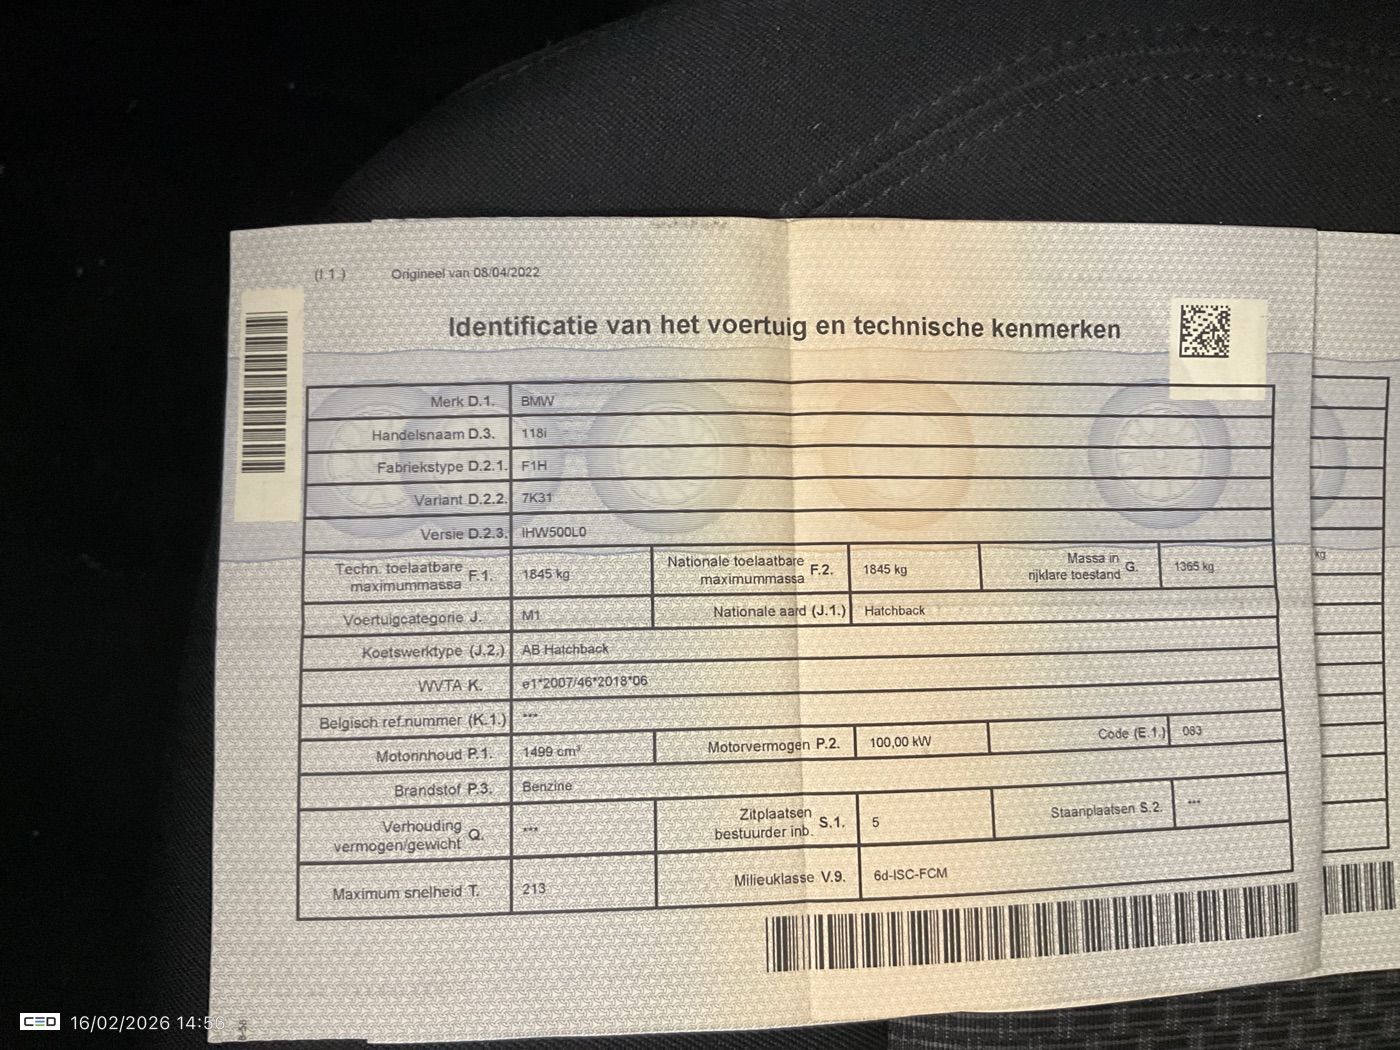 (I.1.) Origineel van 08/04/2022
Identificatie van het voertuig en technische kenmerken
Merk D.1. BMW
Handelsnaam D.3. 118i
Fabriekstype D.2.1. F1H
Variant D.2.2. 7K31
Versie D.2.3. IHW500L0
Techn. toelaatbare maximummassa F.1. 1845 kg Nationale toelaatbare maximummassa F.2. 1845 kg Massa in rijklare toestand G. 1365 kg
Voertuigcategorie J. M1 Nationale aard (J.1.) Hatchback
Koetswerktype (J.2.) AB Hatchback
WVTA K. e1*2007/46*2018*06
Belgisch ref.nummer (K.1.) ***
Motorinhoud P.1. 1499 cm³ Motorvermogen P.2. 100,00 kW Code (E.1.) 083
Brandstof P.3. Benzine
Verhouding vermogen/gewicht Q. *** Zitplaatsen bestuurder inb. S.1. 5 Staanplaatsen S.2. ***
Maximum snelheid T. 213 Milieuklasse V.9. 6d-ISC-FCM
kg
CED 16/02/2026 14:56